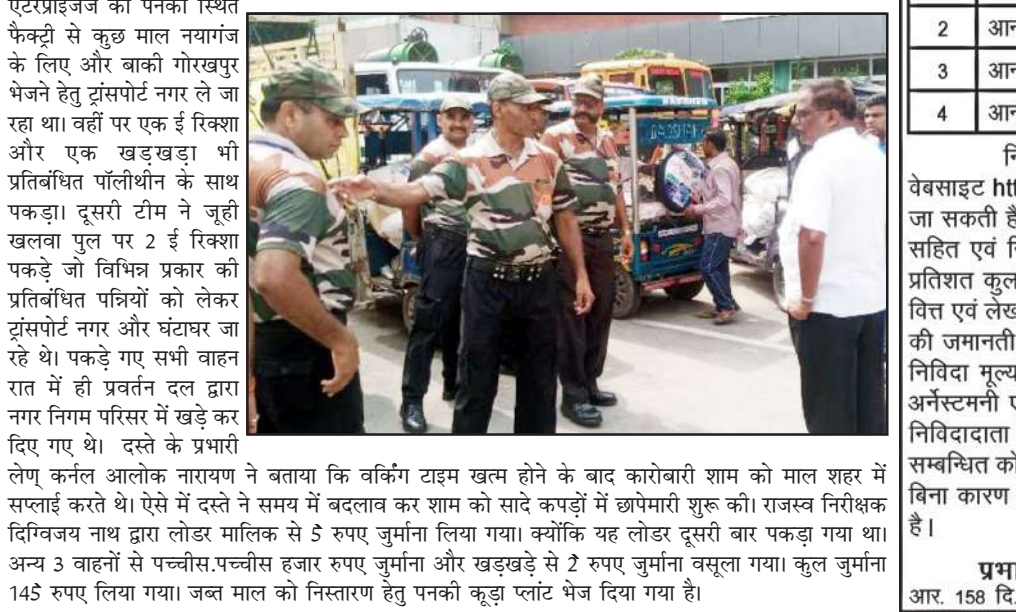 एंटरप्राइजेज की पनकी स्थित
फैक्ट्री से कुछ माल नयागंज
के लिए और बाकी गोरखपुर
भेजने हेतु ट्रांसपोर्ट नगर ले जा
रहा था। वहीं पर एक ई रिक्शा
और एक खड़खड़ा भी
प्रतिबंधित पॉलीथीन के साथ
पकड़ा। दूसरी टीम ने जूही
खलवा पुल पर 2 ई रिक्शा
पकड़े जो विभिन्न प्रकार की
प्रतिबंधित पन्नियों को लेकर
ट्रांसपोर्ट नगर और घंटाघर जा
रहे थे। पकड़े गए सभी वाहन
रात में ही प्रवर्तन दल द्वारा
नगर निगम परिसर में खड़े कर
दिए गए थे। दस्ते के प्रभारी
लेण् कर्नल आलोक नारायण ने बताया कि वर्किंग टाइम खत्म होने के बाद कारोबारी शाम को माल शहर में
सप्लाई करते थे। ऐसे में दस्ते ने समय में बदलाव कर शाम को सादे कपड़ों में छापेमारी शुरू की। राजस्व निरीक्षक
दिग्विजय नाथ द्वारा लोडर मालिक से 5 रुपए जुर्माना लिया गया। क्योंकि यह लोडर दूसरी बार पकड़ा गया था।
अन्य 3 वाहनों से पच्चीस.पच्चीस हजार रुपए जुर्माना और खड़खड़े से 2 रुपए जुर्माना वसूला गया। कुल जुर्माना
145 रुपए लिया गया। जब्त माल को निस्तारण हेतु पनकी कूड़ा प्लांट भेज दिया गया है।
2 आन
3 आन
4 आन
नि
वेबसाइट htt
जा सकती है
सहित एवं
प्रतिशत कुल
वित्त एवं लेख
की जमानती
निविदा मूल्य
अर्नेस्टमनी ए
निविदादाता
सम्बन्धित को
बिना कारण
है।
प्रभा
आर. 158 दि.